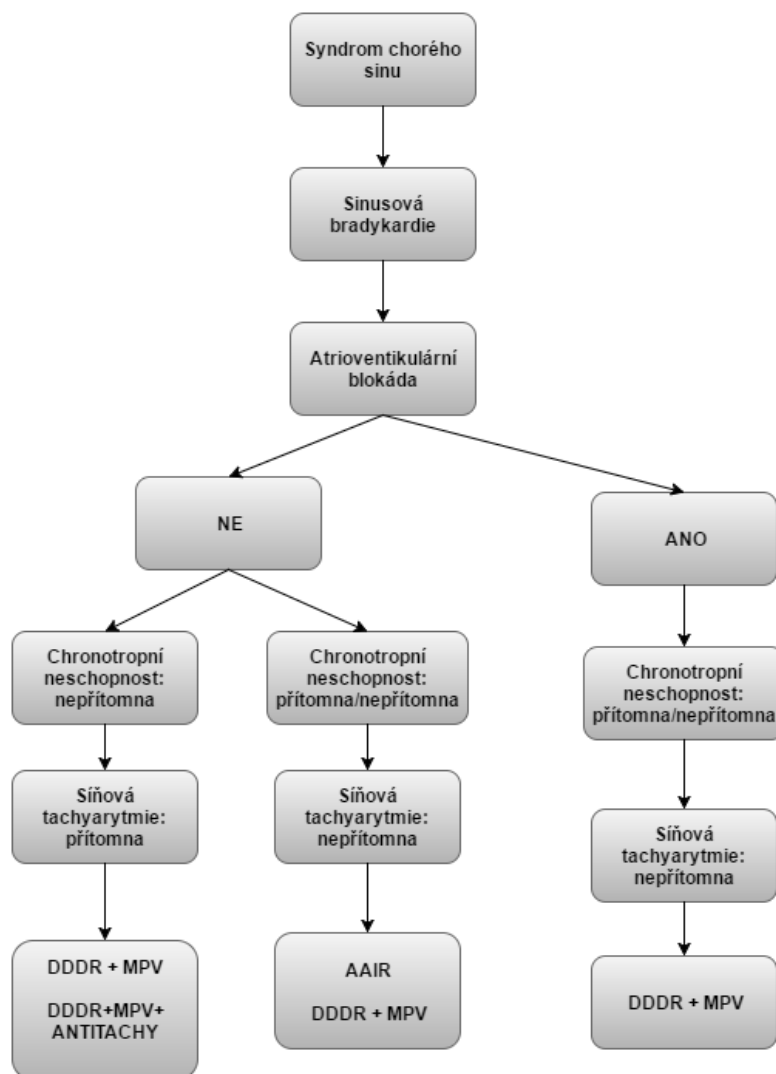 Syndrom chorého
sinu
Sinusová
bradykardie
Atrioventikulární
blokáda
NE
ANO
Chronotropní
neschopnost:
nepřítomna
Chronotropní
neschopnost:
přítomna/nepřítomna
Chronotropní
neschopnost:
přítomna/nepřítomna
Síňová
tachyarytmie:
přítomna
Síňová
tachyarytmie:
nepřítomna
Síňová
tachyarytmie:
nepřítomna
DDDR + MPV
DDDR+MPV+
ANTITACHY
AAIR
DDDR + MPV
DDDR + MPV